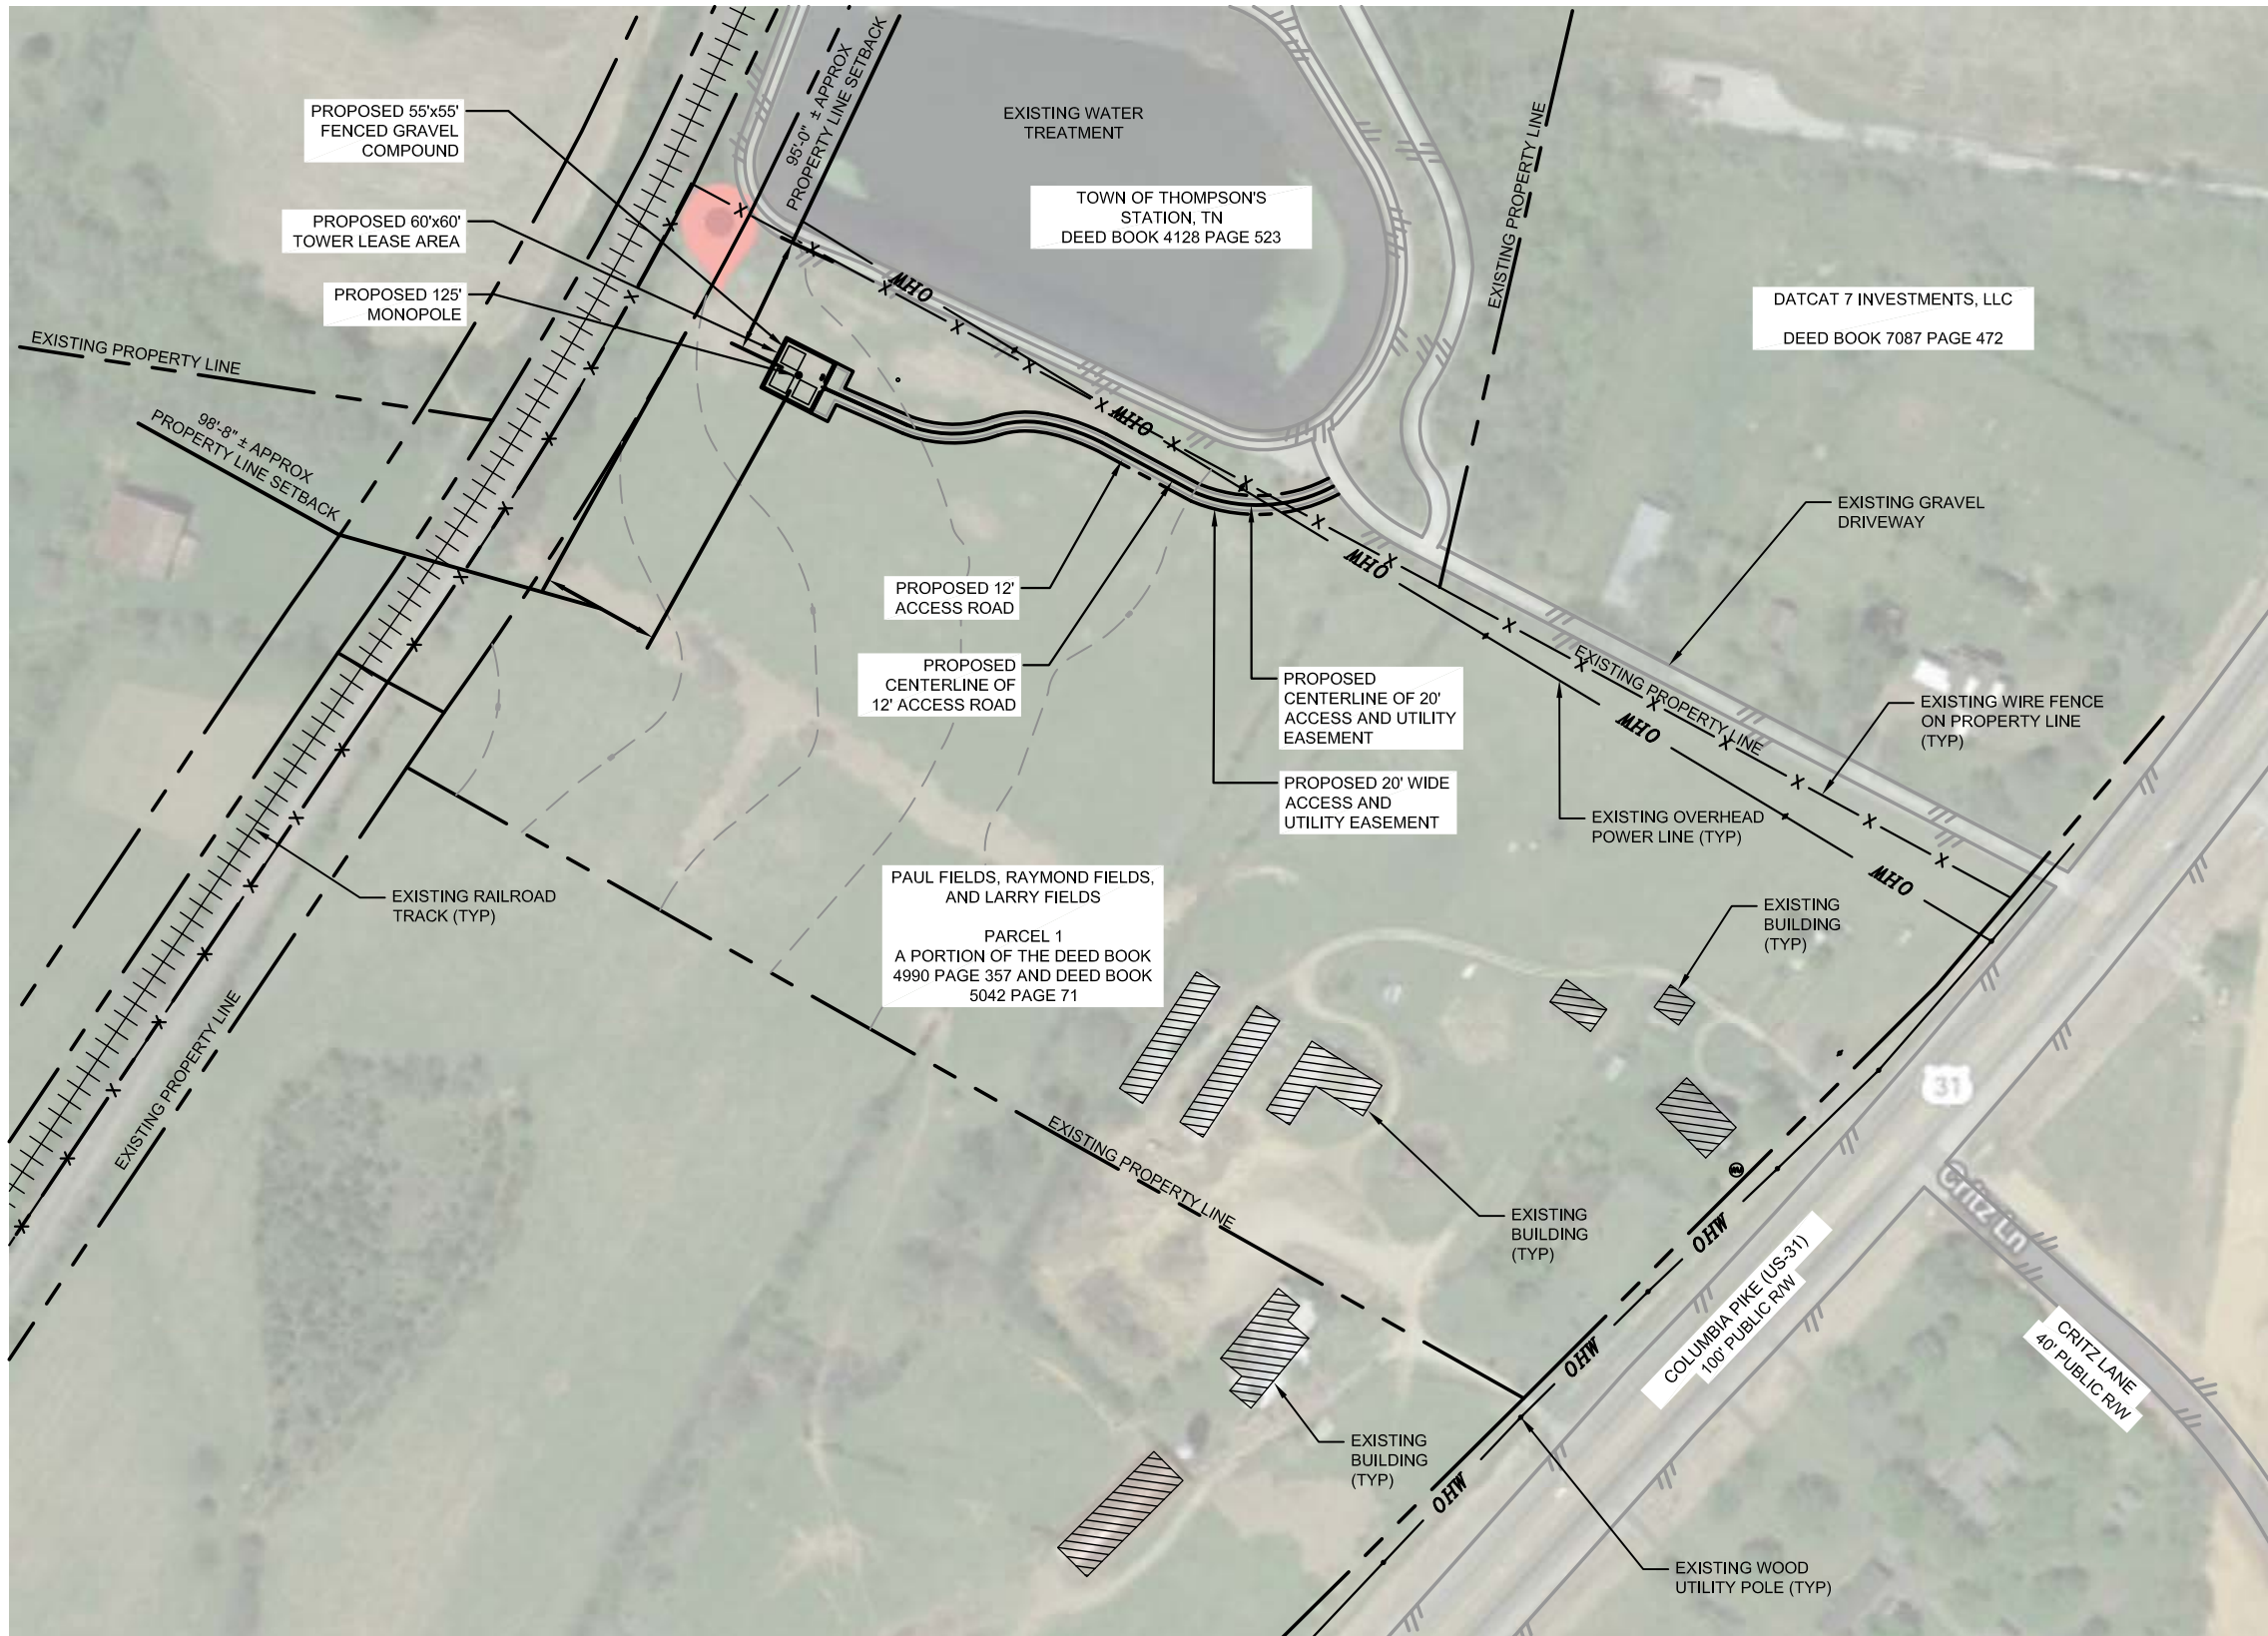 95'-0" ± APPROX
PROPERTY LINE SETBACK
PROPOSED 55'x55'
FENCED GRAVEL
COMPOUND
EXISTING WATER
TREATMENT
EXISTING PROPERTY LINE
TOWN OF THOMPSON'S
STATION, TN
DEED BOOK 4128 PAGE 523
PROPOSED 60'x60'
TOWER LEASE AREA
OHW
PROPOSED 125'
MONOPOLE
DATCAT 7 INVESTMENTS, LLC
DEED BOOK 7087 PAGE 472
EXISTING PROPERTY LINE
98'-8" ± APPROX
PROPERTY LINE SETBACK
OHW
EXISTING GRAVEL
DRIVEWAY
OHW
PROPOSED 12'
ACCESS ROAD
PROPOSED
CENTERLINE OF
12' ACCESS ROAD
PROPOSED
CENTERLINE OF 20'
ACCESS AND UTILITY
EASEMENT
EXISTING PROPERTY LINE
EXISTING WIRE FENCE
ON PROPERTY LINE
(TYP)
OHW
PROPOSED 20' WIDE
ACCESS AND
UTILITY EASEMENT
EXISTING OVERHEAD
POWER LINE (TYP)
OHW
EXISTING RAILROAD
TRACK (TYP)
PAUL FIELDS, RAYMOND FIELDS,
AND LARRY FIELDS
PARCEL 1
A PORTION OF THE DEED BOOK
4990 PAGE 357 AND DEED BOOK
5042 PAGE 71
EXISTING
BUILDING
(TYP)
EXISTING PROPERTY LINE
31
EXISTING PROPERTY LINE
Critz Ln
EXISTING
BUILDING
(TYP)
OHW
COLUMBIA PIKE (US-31)
100' PUBLIC R/W
CRITZ LANE
40' PUBLIC R/W
OHW
EXISTING
BUILDING
(TYP)
OHW
EXISTING WOOD
UTILITY POLE (TYP)